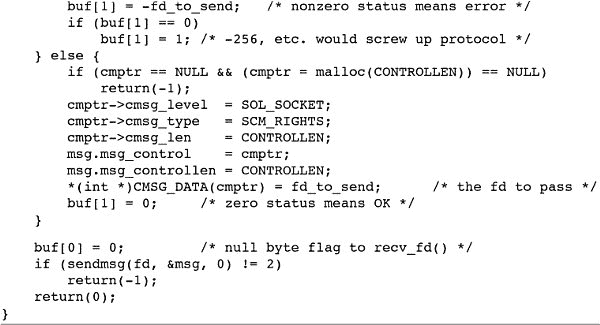 buf[1] = -fd_to_send;   /* nonzero status means error */
if (buf[1] == 0)
buf[1] = 1; /* -256, etc. would screw up protocol */
} else {
if (cmptr == NULL && (cmptr = malloc(CONTROLLEN)) == NULL)
return(-1);
cmptr->cmsg_level  = SOL_SOCKET;
cmptr->cmsg_type   = SCM_RIGHTS;
cmptr->cmsg_len    = CONTROLLEN;
msg.msg_control    = cmptr;
msg.msg_controllen = CONTROLLEN;
*(int *)CMSG_DATA(cmptr) = fd_to_send;     /* the fd to pass */
buf[1] = 0;     /* zero status means OK */
}
buf[0] = 0;         /* null byte flag to recv_fd() */
if (sendmsg(fd, &msg, 0) != 2)
return(-1);
return(0);
}